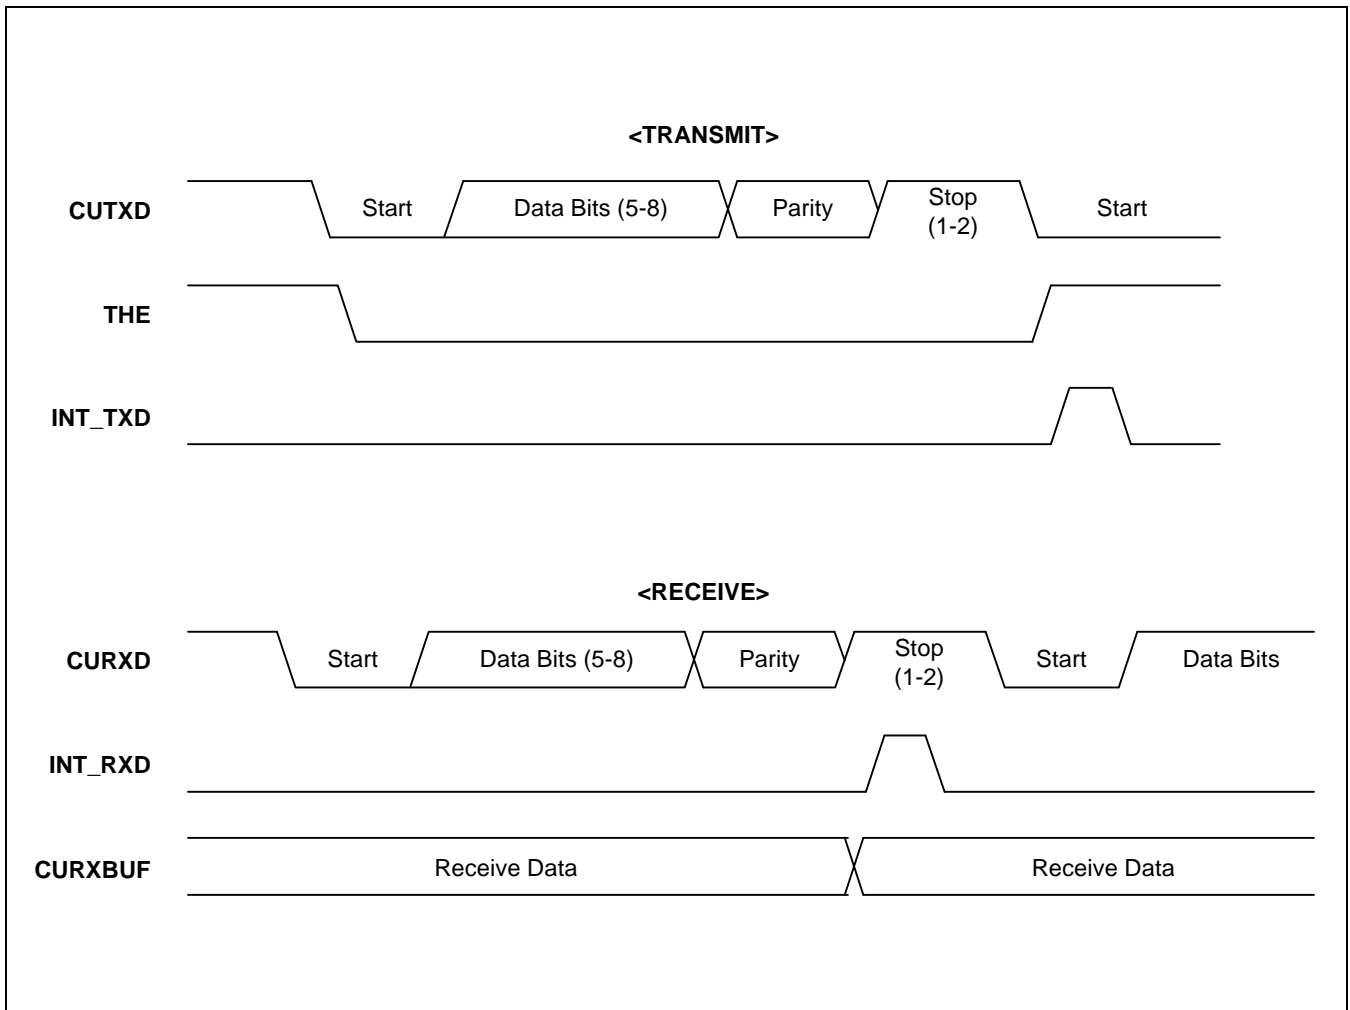 <TRANSMIT>
CUTXD
Start
Data Bits (5-8)
Parity
Stop
(1-2)
Start
THE
INT_TXD
<RECEIVE>
CURXD
Start
Data Bits (5-8)
Parity
Stop
(1-2)
Start
Data Bits
INT_RXD
CURXBUF
Receive Data
Receive Data